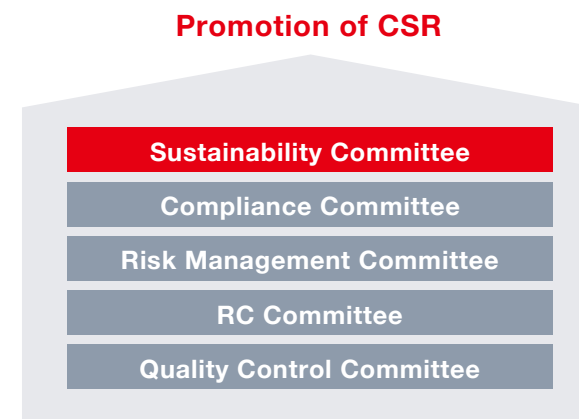 Promotion of CSR
Sustainability Committee
Compliance Committee
Risk Management Committee
RC Committee
Quality Control Committee